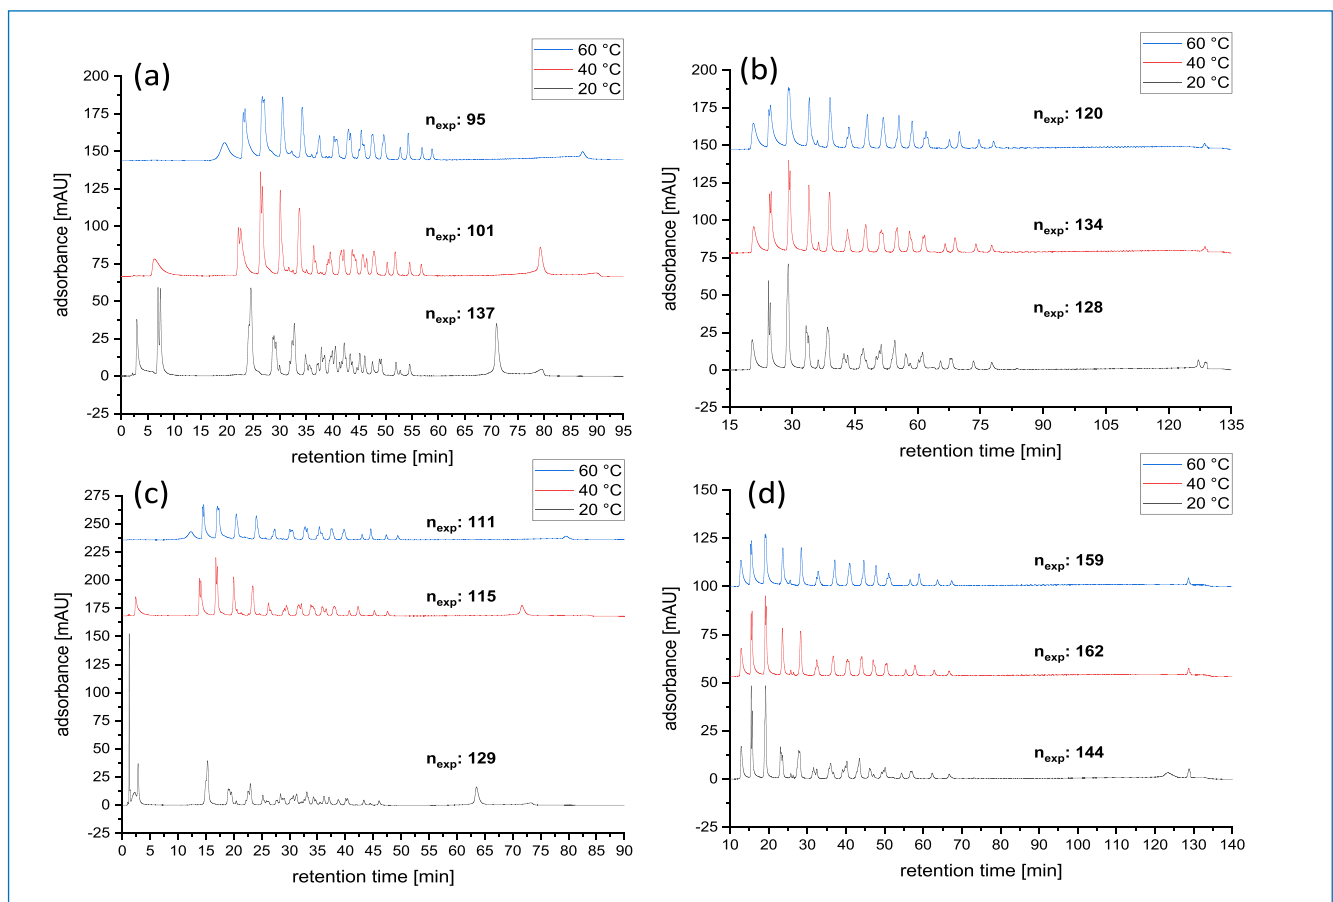 (a)
60 °C
40 °C
20 °C
200
175
150
125
100
75
50
25
0
-25
adsorbance [mAU]
n_exp: 95
n_exp: 101
n_exp: 137
0 5 10 15 20 25 30 35 40 45 50 55 60 65 70 75 80 85 90 95
retention time [min]
(b)
60 °C
40 °C
20 °C
200
175
150
125
100
75
50
25
0
-25
adsorbance [mAU]
n_exp: 120
n_exp: 134
n_exp: 128
15 30 45 60 75 90 105 120 135
retention time [min]
(c)
60 °C
40 °C
20 °C
275
250
225
200
175
150
125
100
75
50
25
0
-25
adsorbance [mAU]
n_exp: 111
n_exp: 115
n_exp: 129
0 5 10 15 20 25 30 35 40 45 50 55 60 65 70 75 80 85 90
retention time [min]
(d)
60 °C
40 °C
20 °C
150
125
100
75
50
25
0
-25
adsorbance [mAU]
n_exp: 159
n_exp: 162
n_exp: 144
10 20 30 40 50 60 70 80 90 100 110 120 130 140
retention time [min]